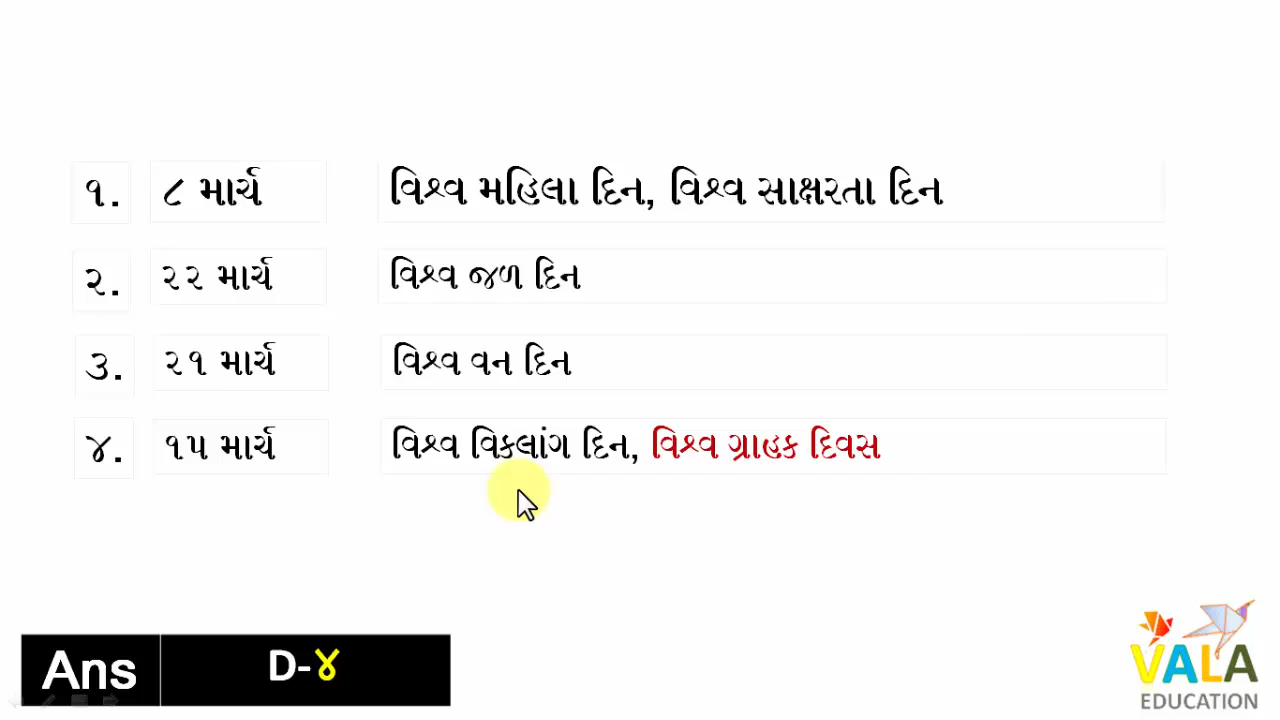 ૧. ૮ માર્ચ વિશ્વ મહિલા દિન, વિશ્વ સાક્ષરતા દિન
૨. ૨૨ માર્ચ વિશ્વ જળ દિન
૩. ૨૧ માર્ચ વિશ્વ વન દિન
૪. ૧૫ માર્ચ વિશ્વ વિકલાંગ દિન, વિશ્વ ગ્રાહક દિવસ
Ans D-૪
VALA
EDUCATION